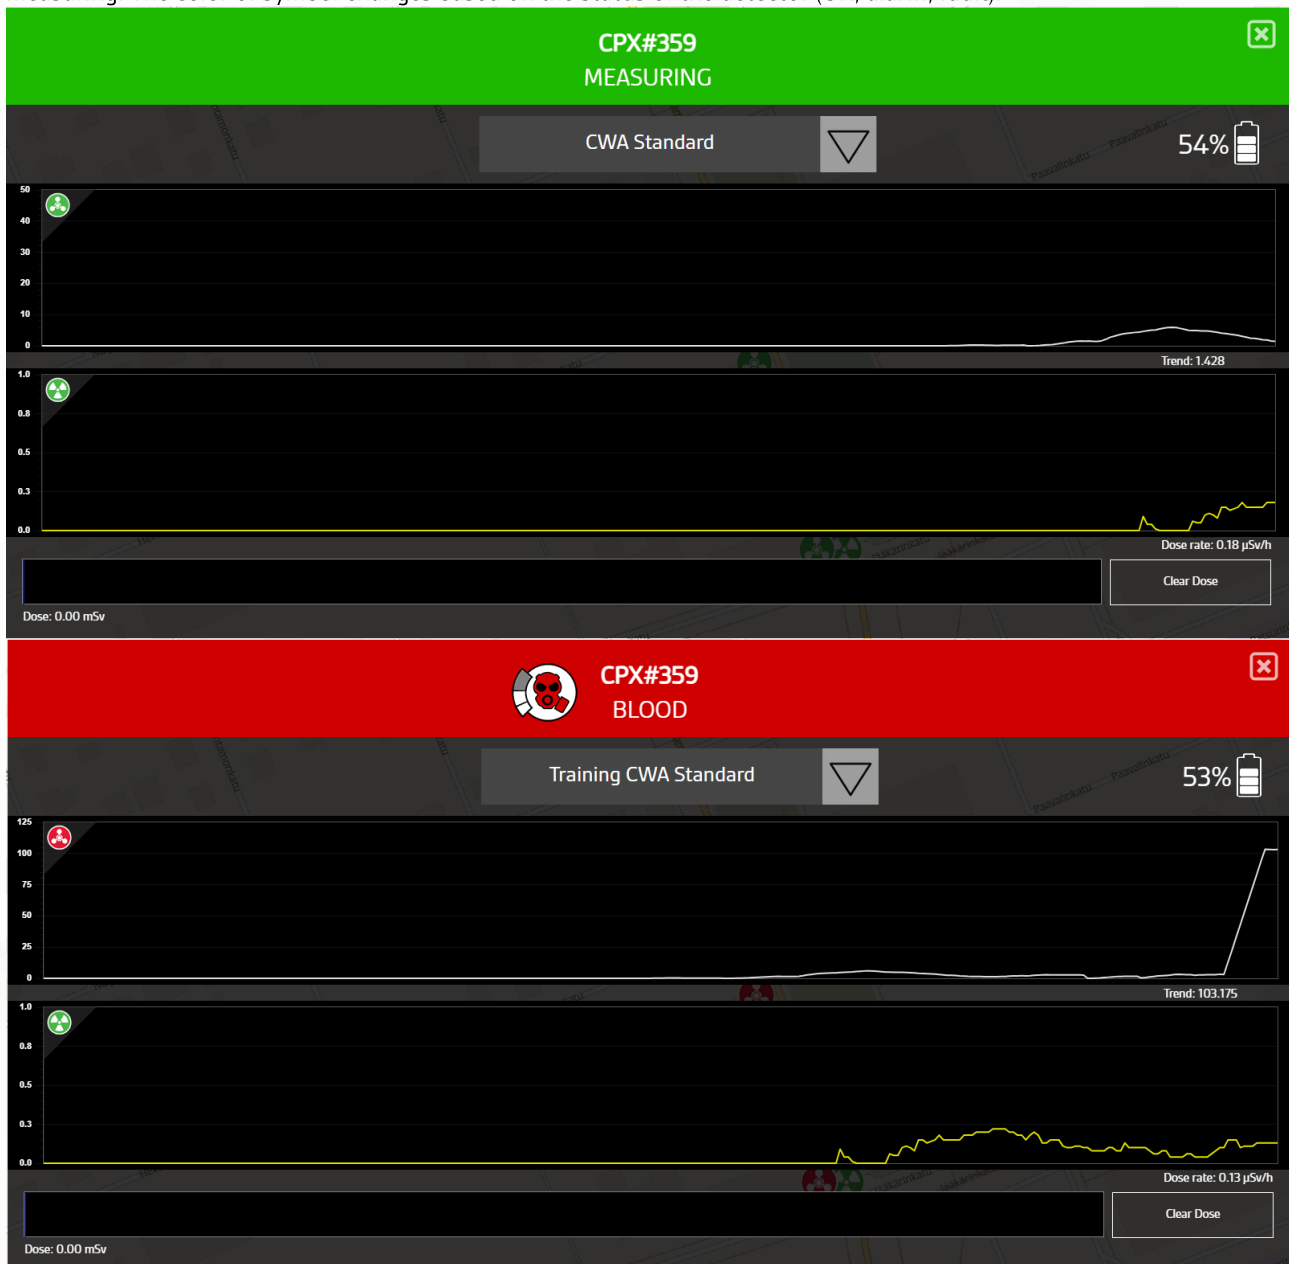 CPX#359
MEASURING
CWA Standard
54%
50
40
30
20
10
0
Trend: 1.428
1.0
0.8
0.5
0.3
0.0
Dose rate: 0.18 µSv/h
Clear Dose
Dose: 0.00 mSv
CPX#359
BLOOD
Training CWA Standard
53%
125
100
75
50
25
0
Trend: 103.175
1.0
0.8
0.5
0.3
0.0
Dose rate: 0.13 µSv/h
Clear Dose
Dose: 0.00 mSv